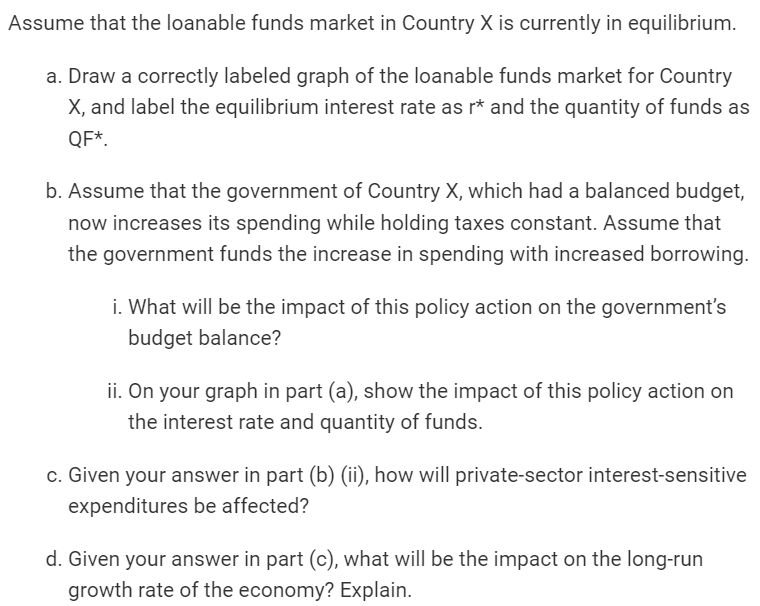 Assume that the loanable funds market in Country X is currently in equilibrium.
a. Draw a correctly labeled graph of the loanable funds market for Country
X, and label the equilibrium interest rate as r* and the quantity of funds as
QF*.
b. Assume that the government of Country X, which had a balanced budget,
now increases its spending while holding taxes constant. Assume that
the government funds the increase in spending with increased borrowing.
i. What will be the impact of this policy action on the government’s
budget balance?
ii. On your graph in part (a), show the impact of this policy action on
the interest rate and quantity of funds.
c. Given your answer in part (b) (ii), how will private-sector interest-sensitive
expenditures be affected?
d. Given your answer in part (c), what will be the impact on the long-run
growth rate of the economy? Explain.